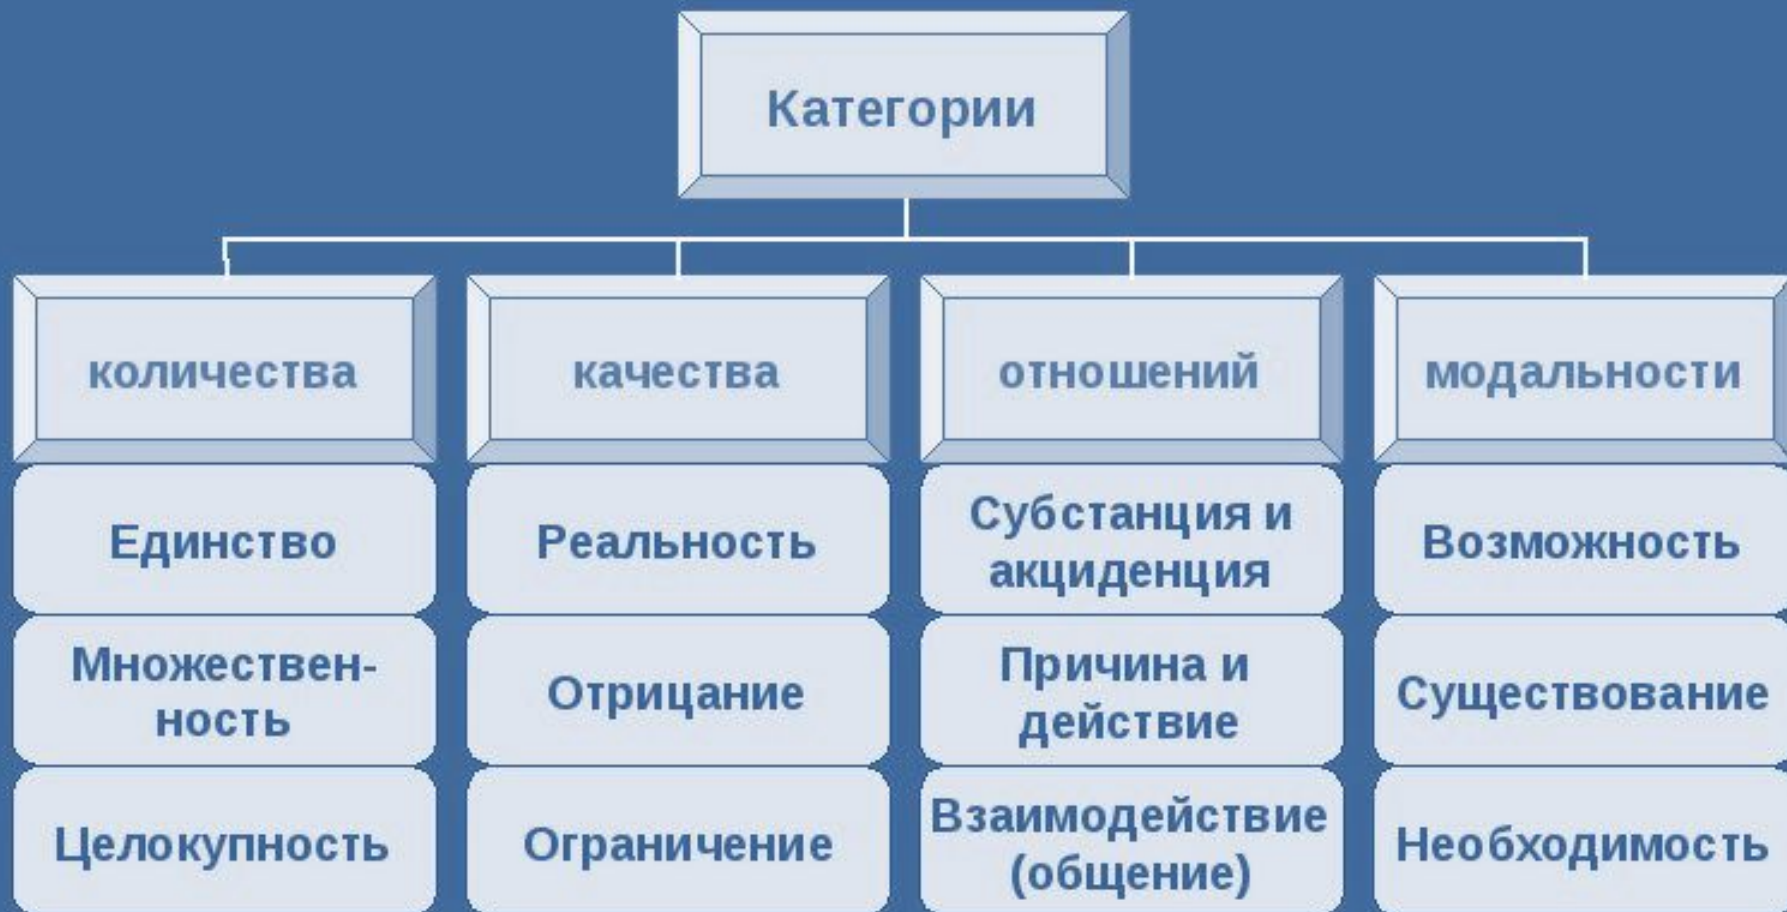 Категории
количества
качества
отношений
модальности
Единство
Реальность
Субстанция и
акциденция
Возможность
Множествен-
ность
Отрицание
Причина и
действие
Существование
Целокупность
Ограничение
Взаимодействие
(общение)
Необходимость